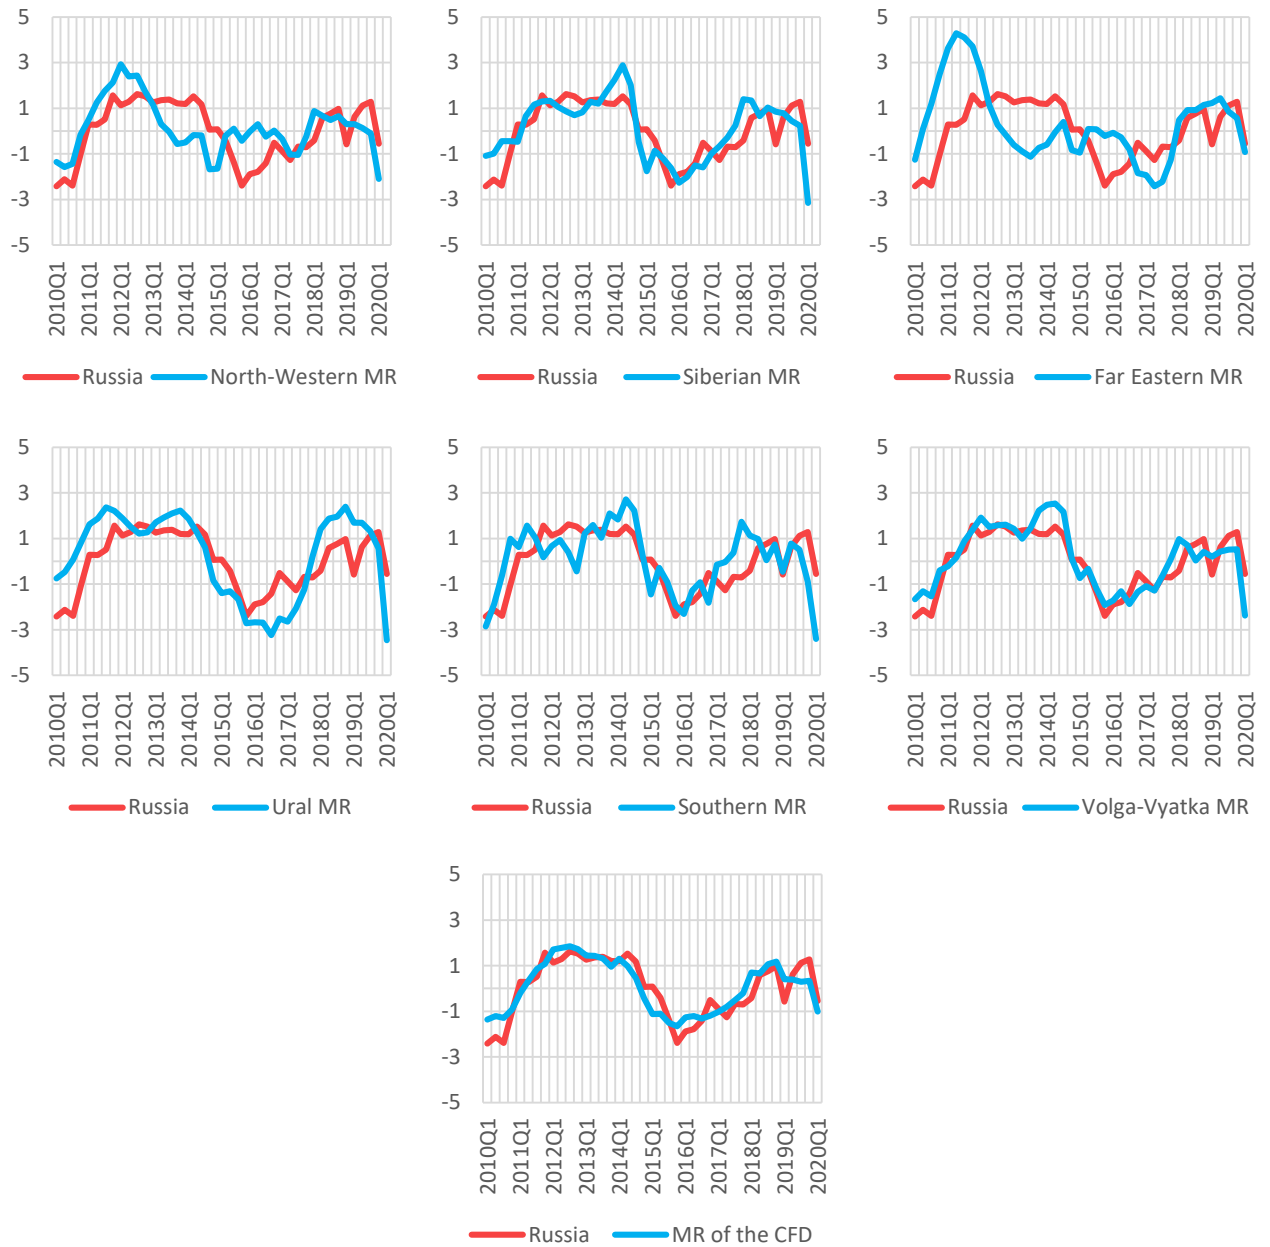 5
3
1
-1
-3
-5
2010Q1
2011Q1
2012Q1
2013Q1
2014Q1
2015Q1
2016Q1
2017Q1
2018Q1
2019Q1
2020Q1
Russia North-Western MR
5
3
1
-1
-3
-5
2010Q1
2011Q1
2012Q1
2013Q1
2014Q1
2015Q1
2016Q1
2017Q1
2018Q1
2019Q1
2020Q1
Russia Siberian MR
5
3
1
-1
-3
-5
2010Q1
2011Q1
2012Q1
2013Q1
2014Q1
2015Q1
2016Q1
2017Q1
2018Q1
2019Q1
2020Q1
Russia Far Eastern MR
5
3
1
-1
-3
-5
2010Q1
2011Q1
2012Q1
2013Q1
2014Q1
2015Q1
2016Q1
2017Q1
2018Q1
2019Q1
2020Q1
Russia Ural MR
5
3
1
-1
-3
-5
2010Q1
2011Q1
2012Q1
2013Q1
2014Q1
2015Q1
2016Q1
2017Q1
2018Q1
2019Q1
2020Q1
Russia Southern MR
5
3
1
-1
-3
-5
2010Q1
2011Q1
2012Q1
2013Q1
2014Q1
2015Q1
2016Q1
2017Q1
2018Q1
2019Q1
2020Q1
Russia Volga-Vyatka MR
5
3
1
-1
-3
-5
2010Q1
2011Q1
2012Q1
2013Q1
2014Q1
2015Q1
2016Q1
2017Q1
2018Q1
2019Q1
2020Q1
Russia MR of the CFD